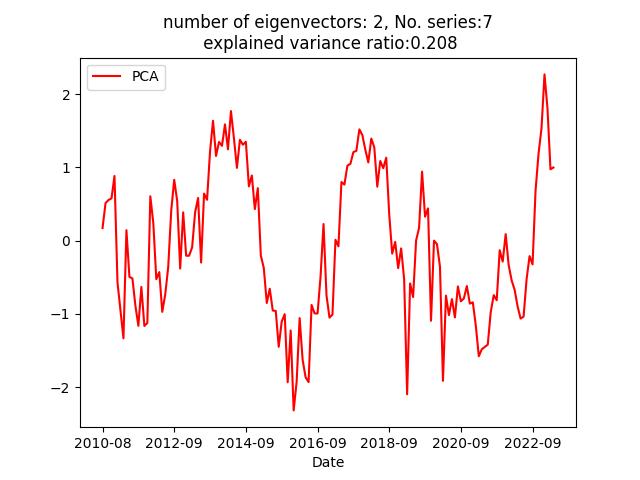 number of eigenvectors: 2, No. series:7
explained variance ratio:0.208
PCA
2
1
0
−1
−2
2010-08 2012-09 2014-09 2016-09 2018-09 2020-09 2022-09
Date